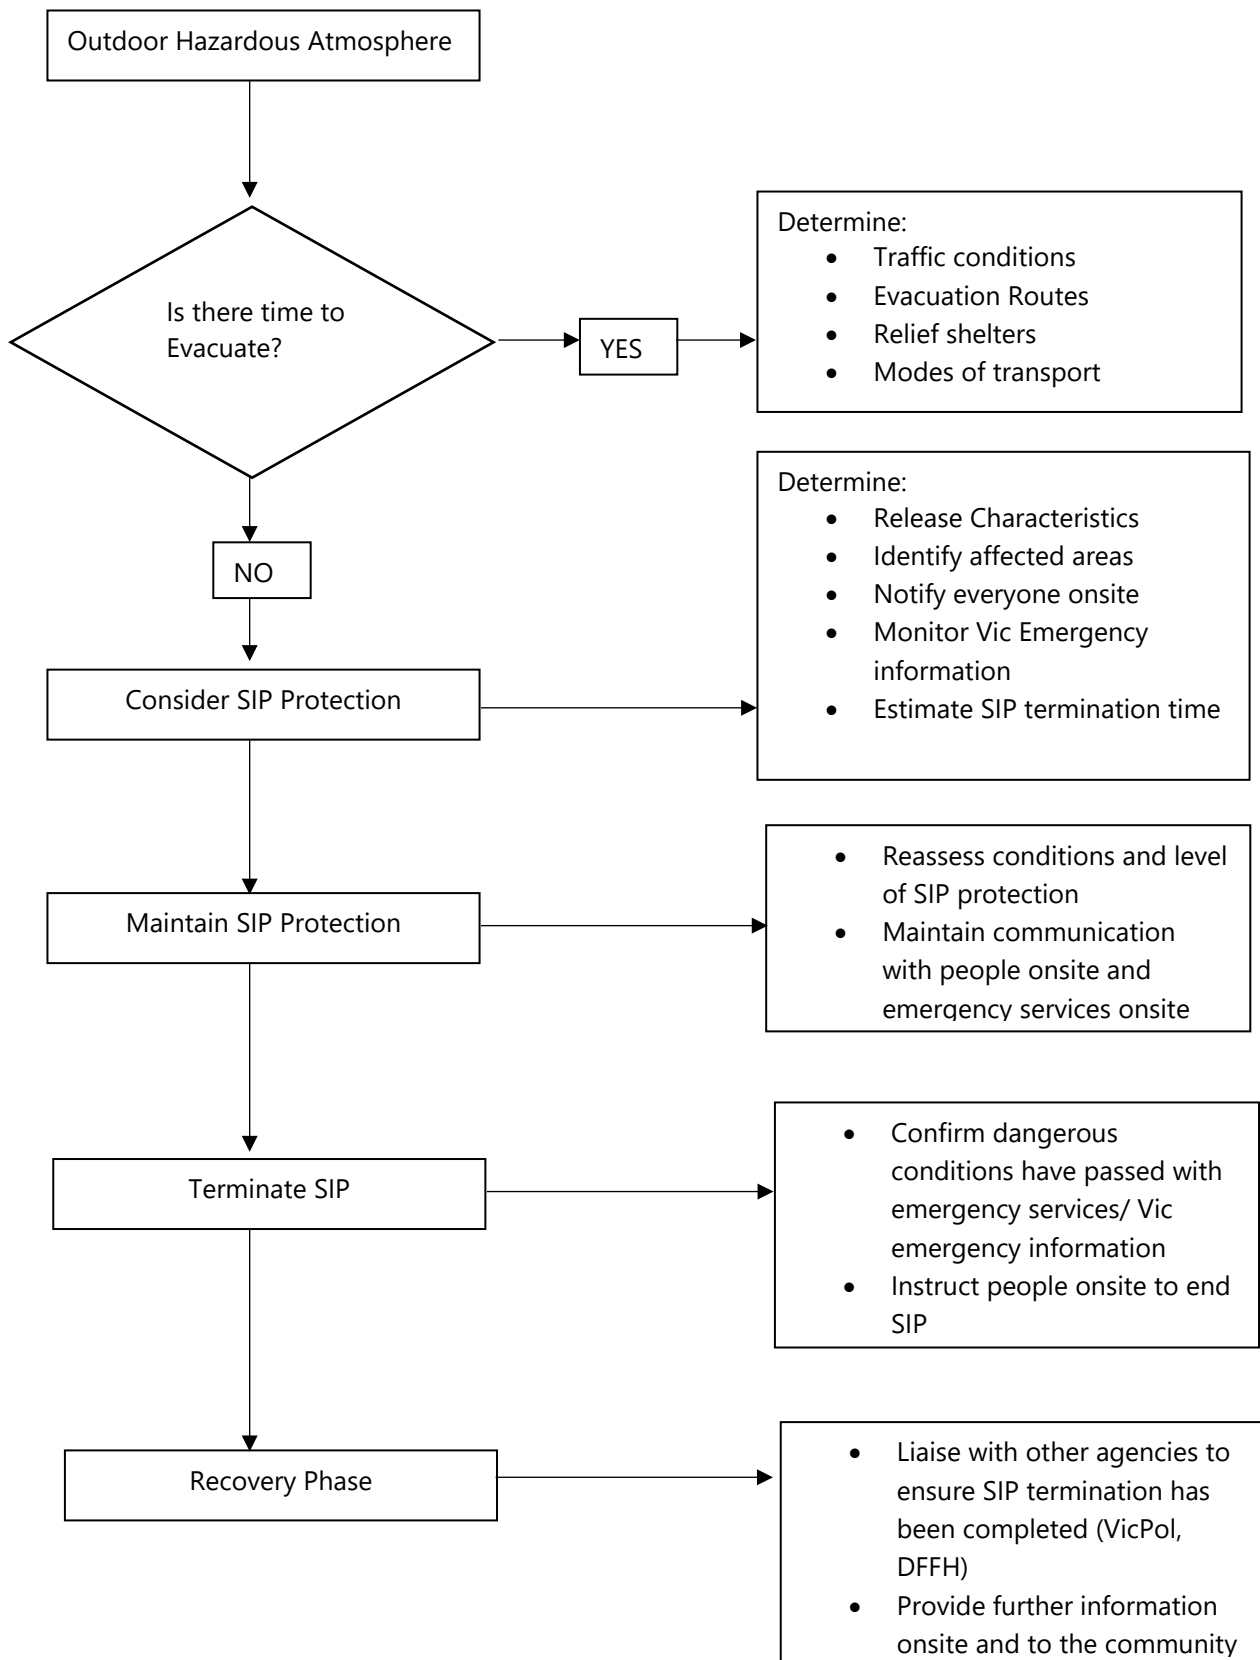 Outdoor Hazardous Atmosphere
Is there time to
Evacuate?
YES
Determine:
• Traffic conditions
• Evacuation Routes
• Relief shelters
• Modes of transport
NO
Consider SIP Protection
Determine:
• Release Characteristics
• Identify affected areas
• Notify everyone onsite
• Monitor Vic Emergency
information
• Estimate SIP termination time
Maintain SIP Protection
• Reassess conditions and level
of SIP protection
• Maintain communication
with people onsite and
emergency services onsite
Terminate SIP
• Confirm dangerous
conditions have passed with
emergency services/ Vic
emergency information
• Instruct people onsite to end
SIP
Recovery Phase
• Liaise with other agencies to
ensure SIP termination has
been completed (VicPol,
DFFH)
• Provide further information
onsite and to the community